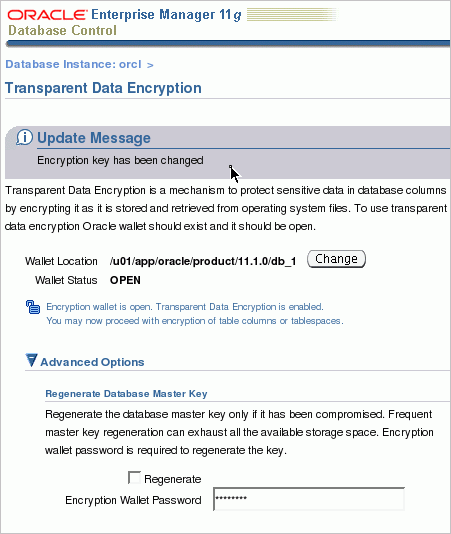 ORACLE Enterprise Manager 11g
Database Control
Database Instance: orcl >
Transparent Data Encryption
Update Message
Encryption key has been changed
Transparent Data Encryption is a mechanism to protect sensitive data in database columns
by encrypting it as it is stored and retrieved from operating system files. To use transparent
data encryption Oracle wallet should exist and it should be open.
Wallet Location /u01/app/oracle/product/11.1.0/db_1 Change
Wallet Status OPEN
Encryption wallet is open. Transparent Data Encryption is enabled.
You may now proceed with encryption of table columns or tablespaces.
Advanced Options
Regenerate Database Master Key
Regenerate the database master key only if it has been compromised. Frequent
master key regeneration can exhaust all the available storage space. Encryption
wallet password is required to regenerate the key.
Regenerate
Encryption Wallet Password ********